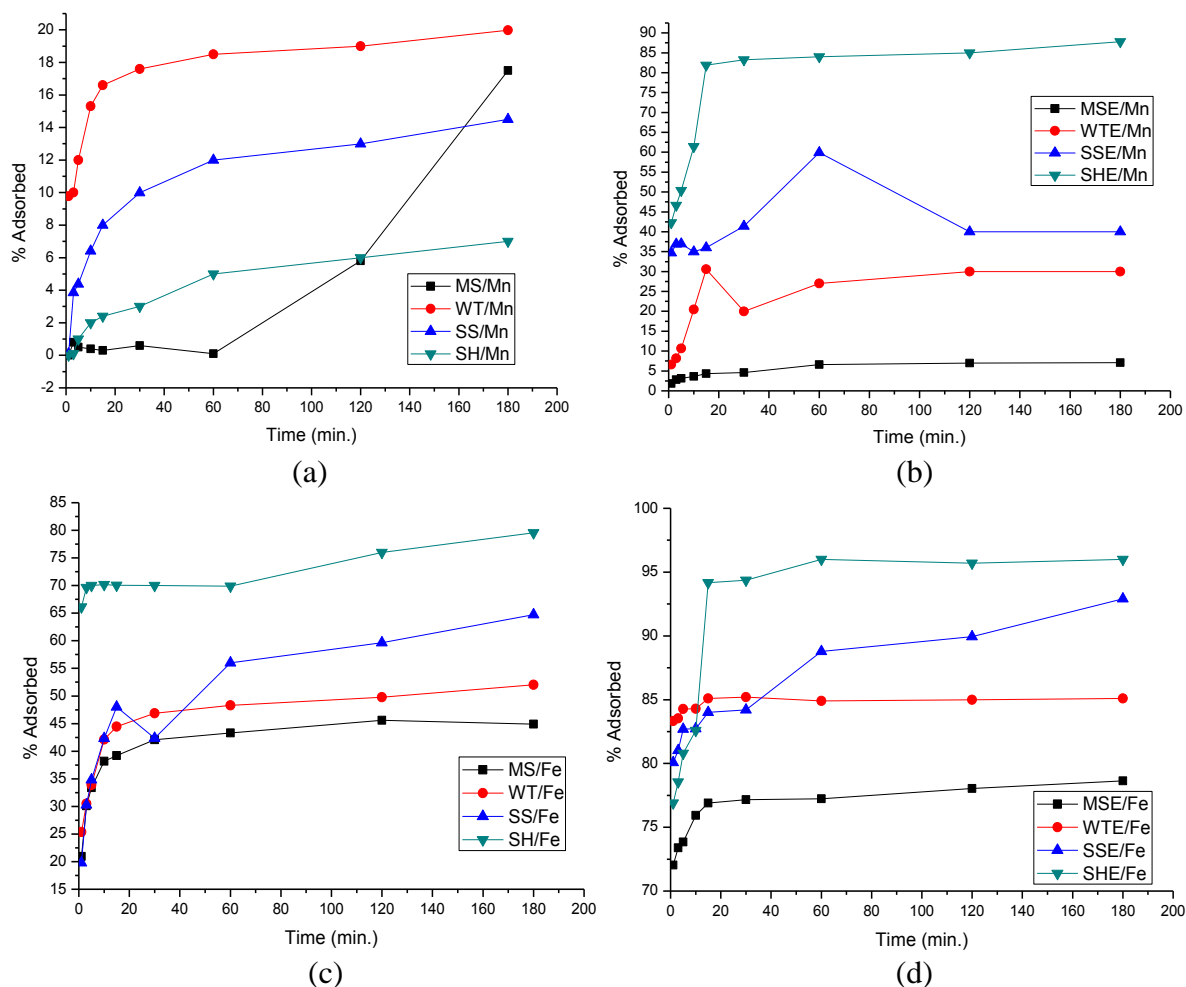 20
18
16
14
12
10
8
6
4
2
0
-2
% Adsorbed
MS/Mn
WT/Mn
SS/Mn
SH/Mn
0 20 40 60 80 100 120 140 160 180 200
Time (min.)
(a)
90
85
80
75
70
65
60
55
50
45
40
35
30
25
20
15
10
5
0
% Adsorbed
MSE/Mn
WTE/Mn
SSE/Mn
SHE/Mn
0 20 40 60 80 100 120 140 160 180 200
Time (min.)
(b)
85
80
75
70
65
60
55
50
45
40
35
30
25
20
15
% Adsorbed
MS/Fe
WT/Fe
SS/Fe
SH/Fe
0 20 40 60 80 100 120 140 160 180 200
Time (min.)
(c)
100
95
90
85
80
75
70
% Adsorbed
MSE/Fe
WTE/Fe
SSE/Fe
SHE/Fe
0 20 40 60 80 100 120 140 160 180 200
Time (min.)
(d)